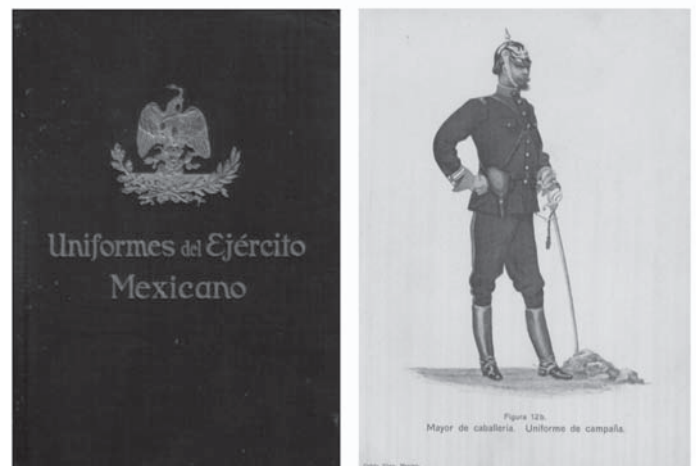 Uniformes del Ejército
Mexicano
Figura 12b.
Mayor de caballería. Uniforme de campaña.